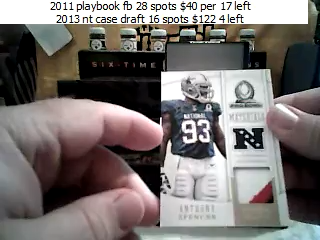 2011 playbook fb 28 spots $40 per 17 left
2013 nt case draft 16 spots $122 4 left
SIX-TIME
NATIONAL
93
MATERIALS
N
ANTHONY
SPENCER